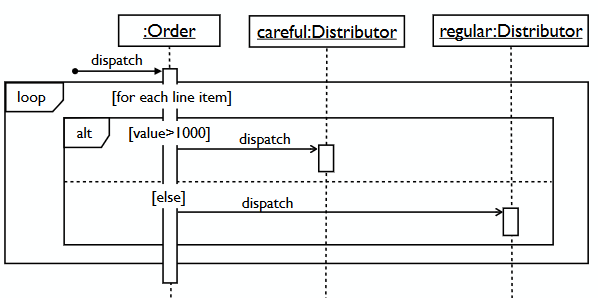 :Order
careful:Distributor
regular:Distributor
dispatch
loop
[for each line item]
alt
[value>1000]
dispatch
[else]
dispatch